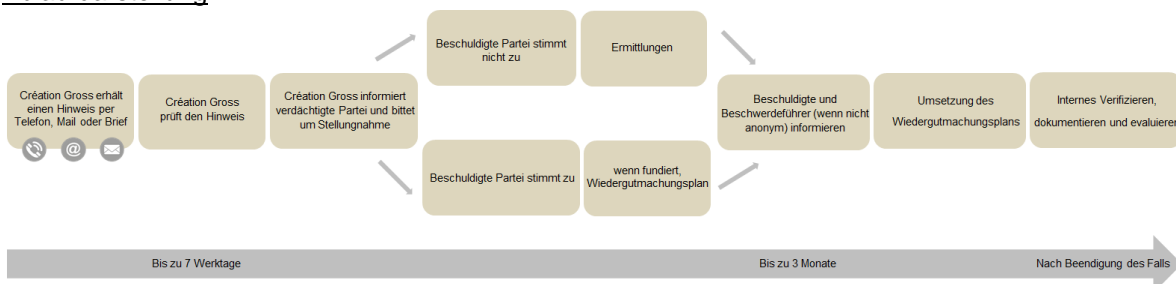 Beschuldigte Partei stimmt
nicht zu
Ermittlungen
Création Gross erhält
einen Hinweis per
Telefon, Mail oder Brief
@
Création Gross
prüft den Hinweis
Création Gross informiert
verdächtigte Partei und bittet
um Stellungnahme
Beschuldigte und
Beschwerdeführer (wenn nicht
anonym) informieren
Umsetzung des
Wiedergutmachungsplans
Internes Verifizieren,
dokumentieren und evaluieren
Beschuldigte Partei stimmt zu
wenn fundiert,
Wiedergutmachungsplan
Bis zu 7 Werktage
Bis zu 3 Monate
Nach Beendigung des Falls